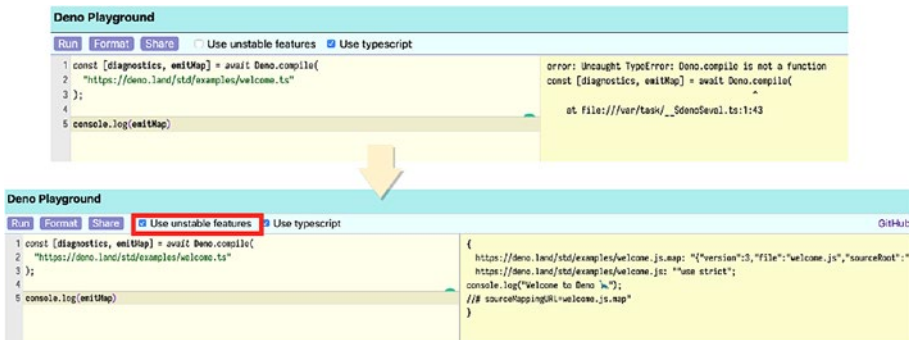 Deno Playground
Run Format Share Use unstable features Use typescript
1 const [diagnostics, emitMap] = await Deno.compile(
2 "https://deno.land/std/examples/welcome.ts"
3 );
4
5 console.log(emitMap)
error: Uncaught TypeError: Deno.compile is not a function
const [diagnostics, emitMap] = await Deno.compile(
^
at file:///var/task/__$deno$eval.ts:1:43
Deno Playground
Run Format Share Use unstable features Use typescript GitHub
1 const [diagnostics, emitMap] = await Deno.compile(
2 "https://deno.land/std/examples/welcome.ts"
3 );
4
5 console.log(emitMap)
{
https://deno.land/std/examples/welcome.js.map: "{"version":3,"file":"welcome.js","sourceRoot":"
https://deno.land/std/examples/welcome.js: ""use strict";
console.log("Welcome to Deno 🦕");
//# sourceMappingURL=welcome.js.map"
}